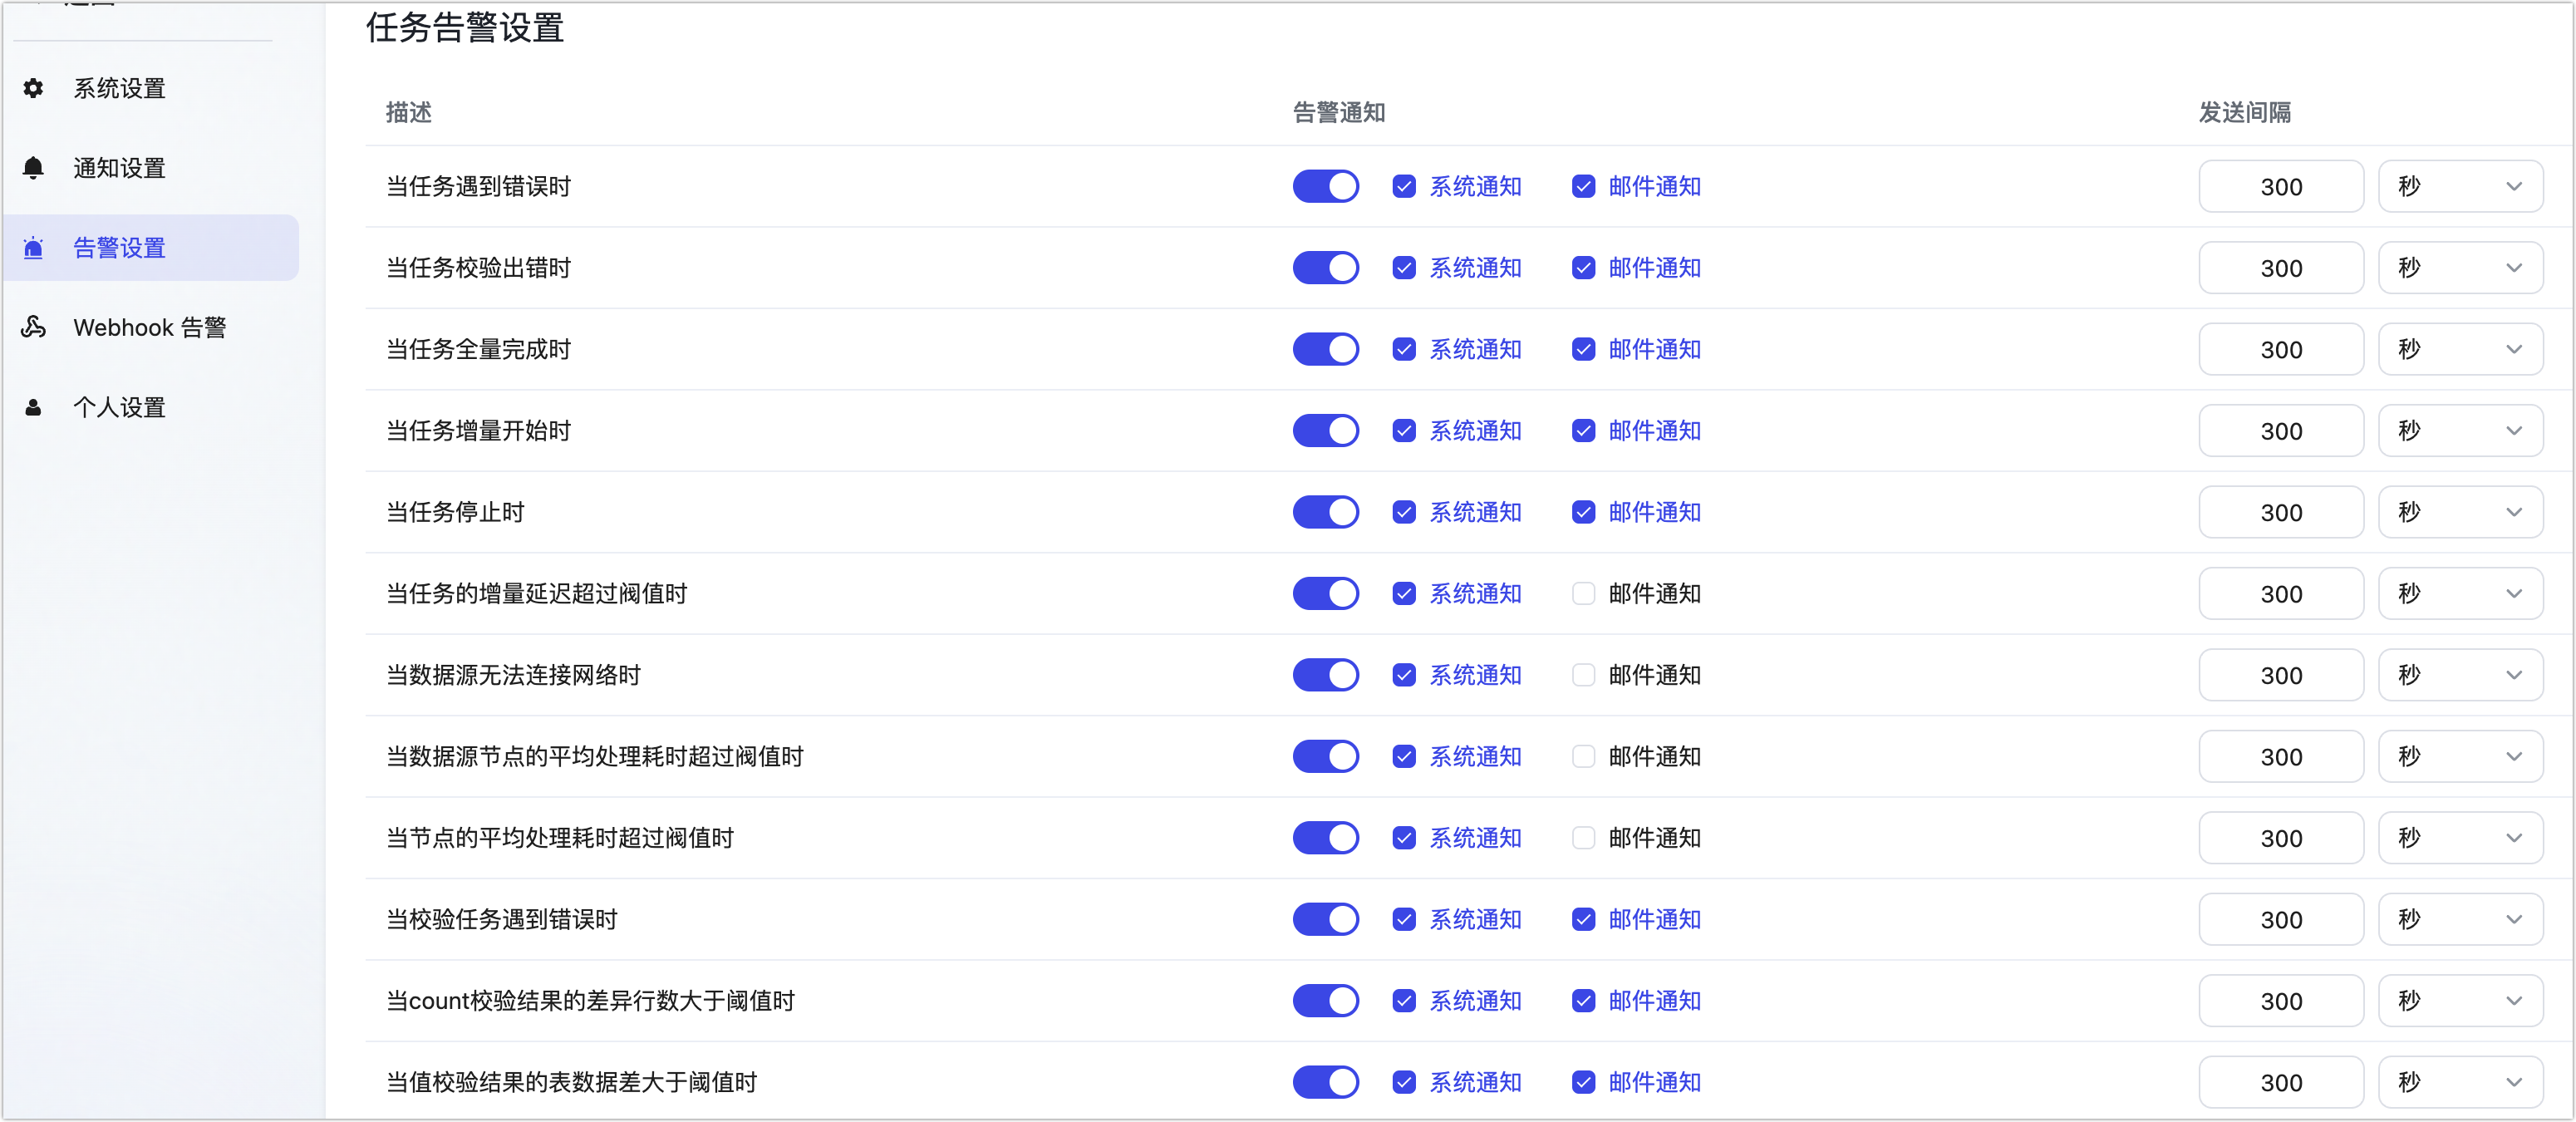 任务告警设置
系统设置
通知设置
告警设置
Webhook 告警
个人设置
描述 告警通知 发送间隔
当任务遇到错误时 系统通知 邮件通知 300 秒
当任务校验出错时 系统通知 邮件通知 300 秒
当任务全量完成时 系统通知 邮件通知 300 秒
当任务增量开始时 系统通知 邮件通知 300 秒
当任务停止时 系统通知 邮件通知 300 秒
当任务的增量延迟超过阀值时 系统通知 邮件通知 300 秒
当数据源无法连接网络时 系统通知 邮件通知 300 秒
当数据源节点的平均处理耗时超过阀值时 系统通知 邮件通知 300 秒
当节点的平均处理耗时超过阀值时 系统通知 邮件通知 300 秒
当校验任务遇到错误时 系统通知 邮件通知 300 秒
当count校验结果的差异行数大于阈值时 系统通知 邮件通知 300 秒
当值校验结果的表数据差大于阈值时 系统通知 邮件通知 300 秒